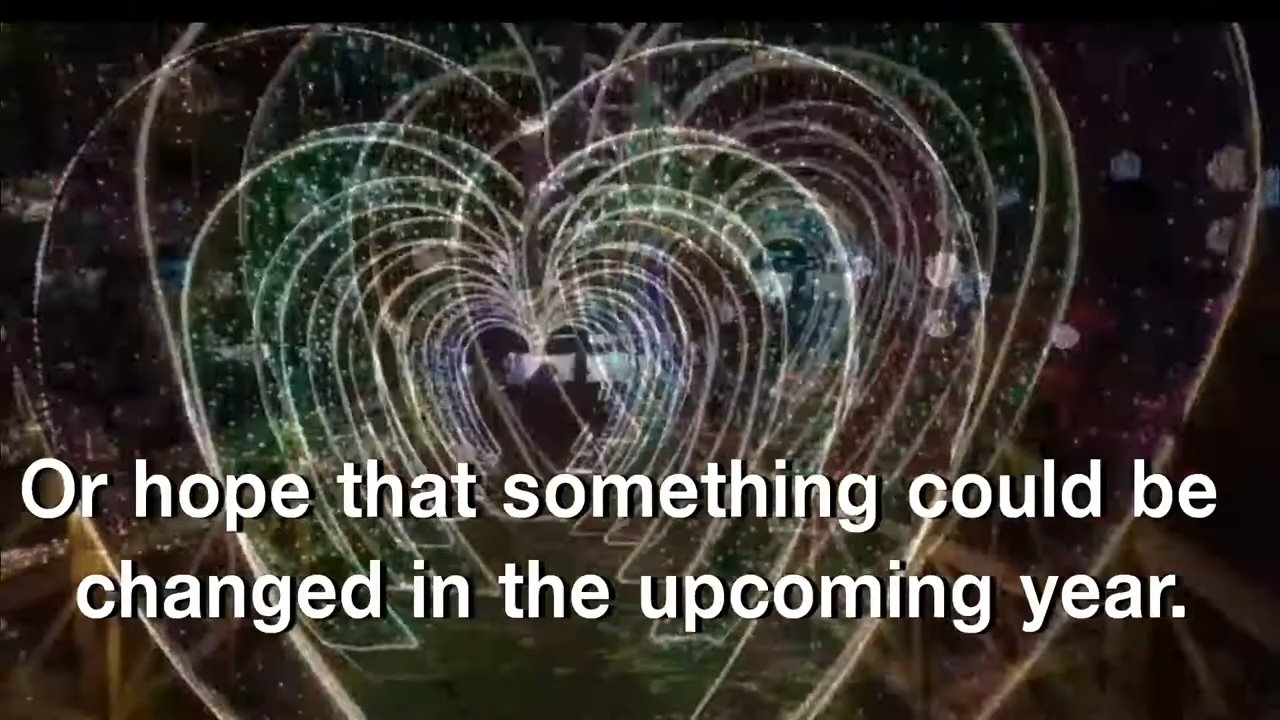 Or hope that something could be
changed in the upcoming year.